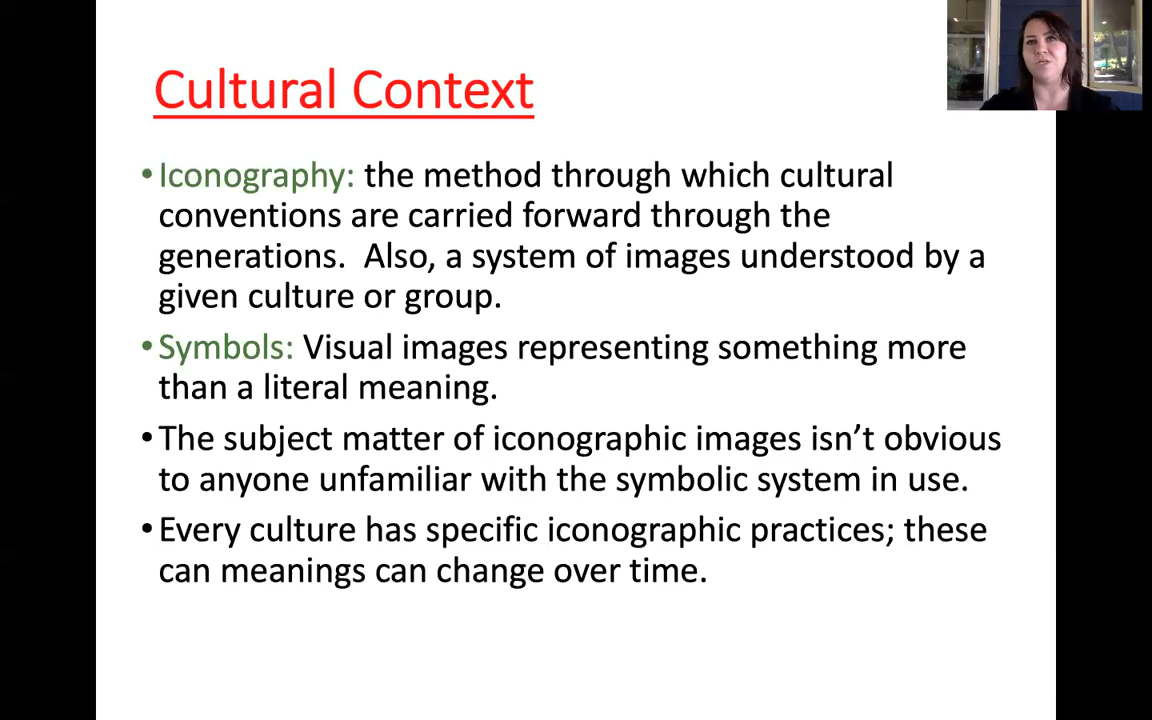 Cultural Context
•Iconography: the method through which cultural
conventions are carried forward through the
generations.  Also, a system of images understood by a
given culture or group.
•Symbols: Visual images representing something more
than a literal meaning.
•The subject matter of iconographic images isn’t obvious
to anyone unfamiliar with the symbolic system in use.
•Every culture has specific iconographic practices; these
can meanings can change over time.